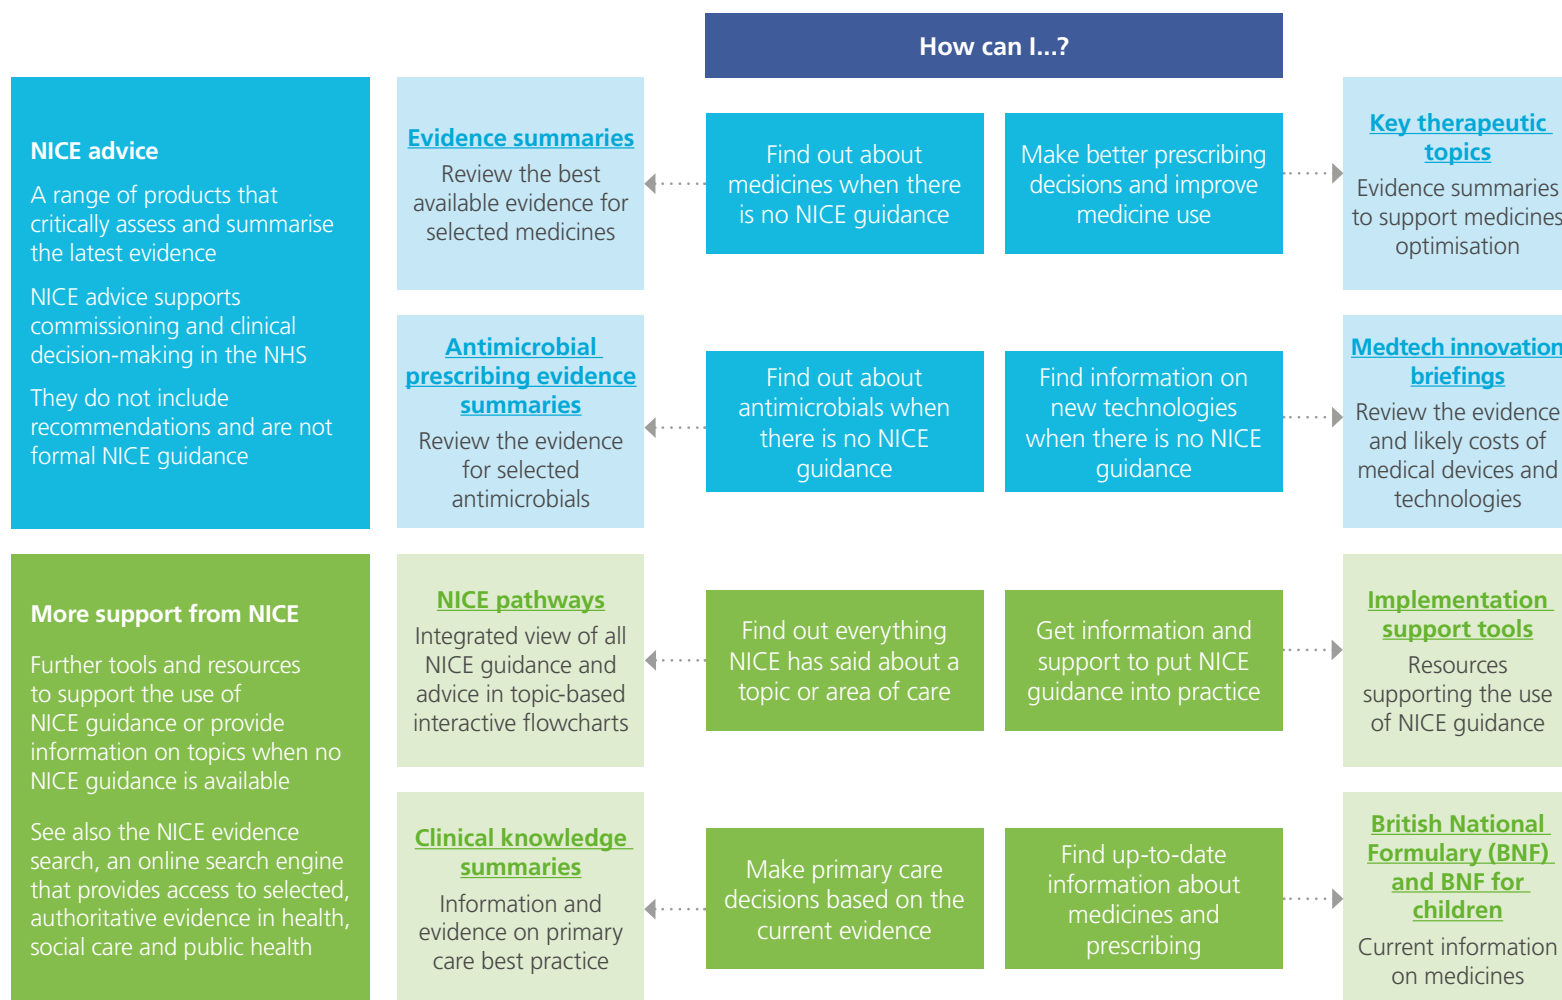 How can I...?
NICE advice
A range of products that
critically assess and summarise
the latest evidence
NICE advice supports
commissioning and clinical
decision-making in the NHS
They do not include
recommendations and are not
formal NICE guidance
Evidence summaries
Review the best
available evidence for
selected medicines
Find out about
medicines when there
is no NICE guidance
Make better prescribing
decisions and improve
medicine use
Key therapeutic
topics
Evidence summaries
to support medicines
optimisation
Antimicrobial
prescribing evidence
summaries
Review the evidence
for selected
antimicrobials
Find out about
antimicrobials when
there is no NICE
guidance
Find information on
new technologies
when there is no NICE
guidance
Medtech innovation
briefings
Review the evidence
and likely costs of
medical devices and
technologies
More support from NICE
Further tools and resources
to support the use of
NICE guidance or provide
information on topics when no
NICE guidance is available
See also the NICE evidence
search, an online search engine
that provides access to selected,
authoritative evidence in health,
social care and public health
NICE pathways
Integrated view of all
NICE guidance and
advice in topic-based
interactive flowcharts
Find out everything
NICE has said about a
topic or area of care
Get information and
support to put NICE
guidance into practice
Implementation
support tools
Resources
supporting the use
of NICE guidance
Clinical knowledge
summaries
Information and
evidence on primary
care best practice
Make primary care
decisions based on the
current evidence
Find up-to-date
information about
medicines and
prescribing
British National
Formulary (BNF)
and BNF for
children
Current information
on medicines